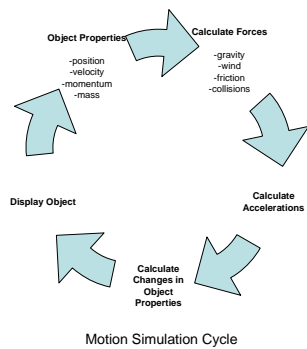 Object Properties
-position
-velocity
-momentum
-mass
Calculate Forces
-gravity
-wind
-friction
-collisions
Calculate
Accelerations
Calculate
Changes in
Object
Properties
Display Object
Motion Simulation Cycle